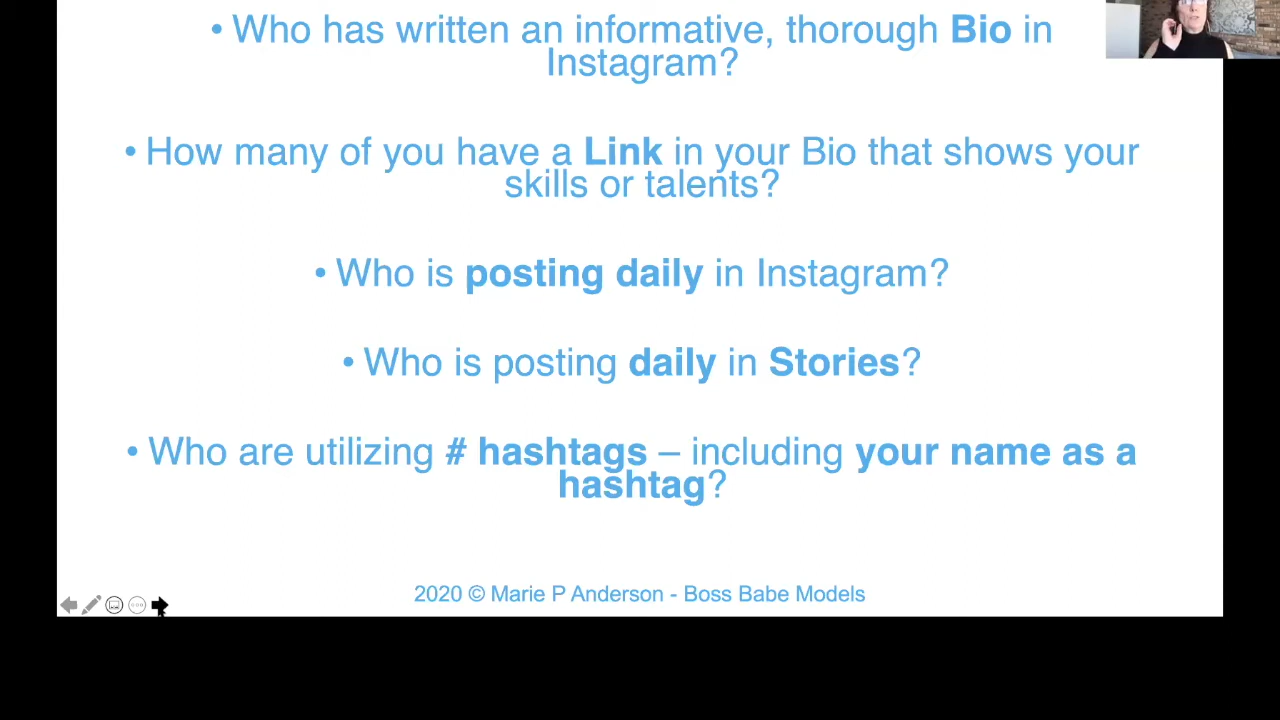 • Who has written an informative, thorough Bio in
Instagram?
• How many of you have a Link in your Bio that shows your
skills or talents?
• Who is posting daily in Instagram?
• Who is posting daily in Stories?
• Who are utilizing # hashtags – including your name as a
hashtag?
2020 © Marie P Anderson - Boss Babe Models